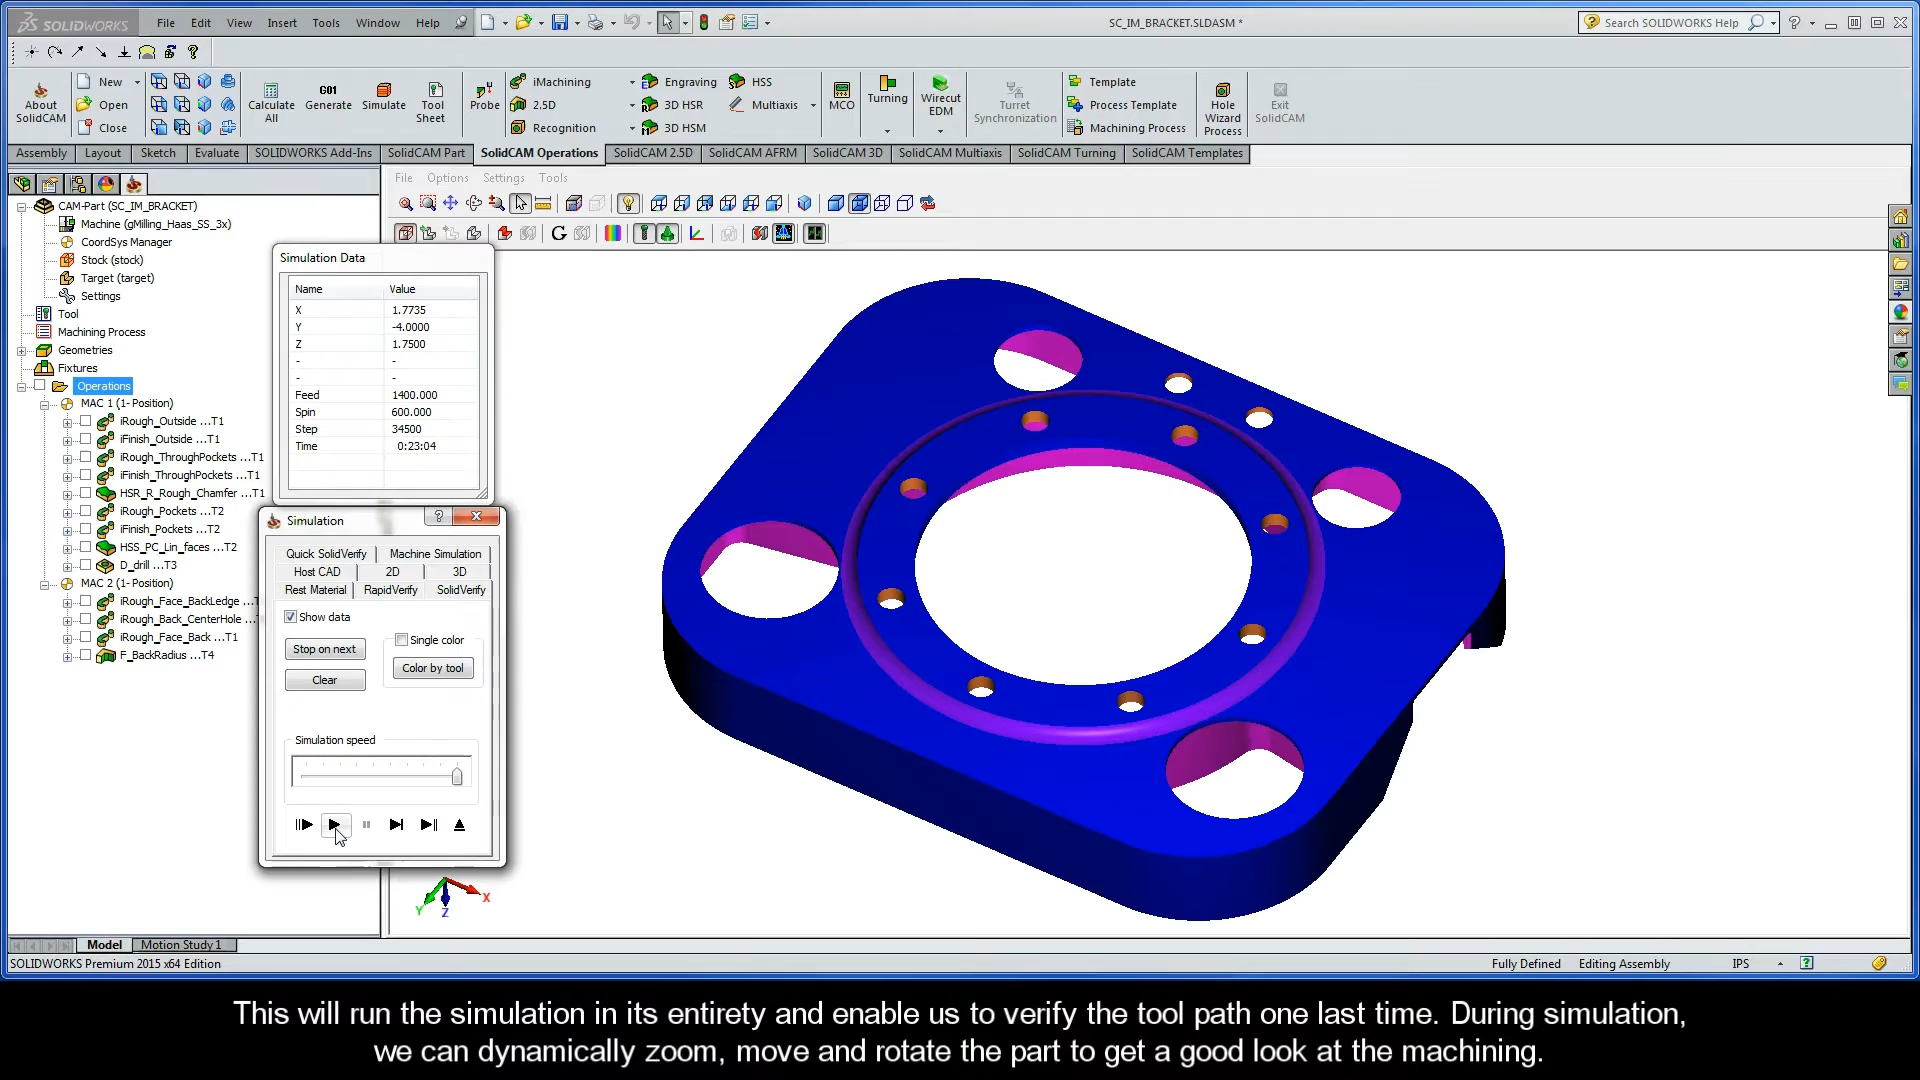 SOLIDWORKS
File Edit View Insert Tools Window Help
SC_IM_BRACKET.SLDASM *
Search SOLIDWORKS Help
About SolidCAM
New
Open
Close
Calculate All
G01
Generate
Simulate
Tool Sheet
Probe
iMachining
2.5D
Recognition
Engraving
3D HSR
3D HSM
HSS
Multiaxis
MCO
Turning
Wirecut EDM
Turret Synchronization
Template
Process Template
Machining Process
Hole Wizard Process
Exit SolidCAM
Assembly Layout Sketch Evaluate SOLIDWORKS Add-Ins SolidCAM Part SolidCAM Operations SolidCAM 2.5D SolidCAM AFRM SolidCAM 3D SolidCAM Multiaxis SolidCAM Turning SolidCAM Templates
File Options Settings Tools
CAM-Part (SC_IM_BRACKET)
Machine (gMilling_Haas_SS_3x)
CoordSys Manager
Stock (stock)
Target (target)
Settings
Tool
Machining Process
Geometries
Fixtures
Operations
MAC 1 (1- Position)
iRough_Outside ...T1
iFinish_Outside ...T1
iRough_ThroughPockets ...T1
iFinish_ThroughPockets ...T1
HSR_R_Rough_Chamfer ...T1
iRough_Pockets ...T2
iFinish_Pockets ...T2
HSS_PC_Lin_faces ...T2
D_drill ...T3
MAC 2 (1- Position)
iRough_Face_BackLedge ...
iRough_Back_CenterHole ...
iRough_Face_Back ...T1
F_BackRadius ...T4
Simulation Data
Name Value
X 1.7735
Y -4.0000
Z 1.7500
- -
- -
Feed 1400.000
Spin 600.000
Step 34500
Time 0:23:04
Simulation
Quick SolidVerify Machine Simulation
Host CAD 2D 3D
Rest Material RapidVerify SolidVerify
Show data
Stop on next
Single color
Color by tool
Clear
Simulation speed
X
Y
Z
Model Motion Study 1
SOLIDWORKS Premium 2015 x64 Edition
Fully Defined Editing Assembly IPS
This will run the simulation in its entirety and enable us to verify the tool path one last time. During simulation,
we can dynamically zoom, move and rotate the part to get a good look at the machining.